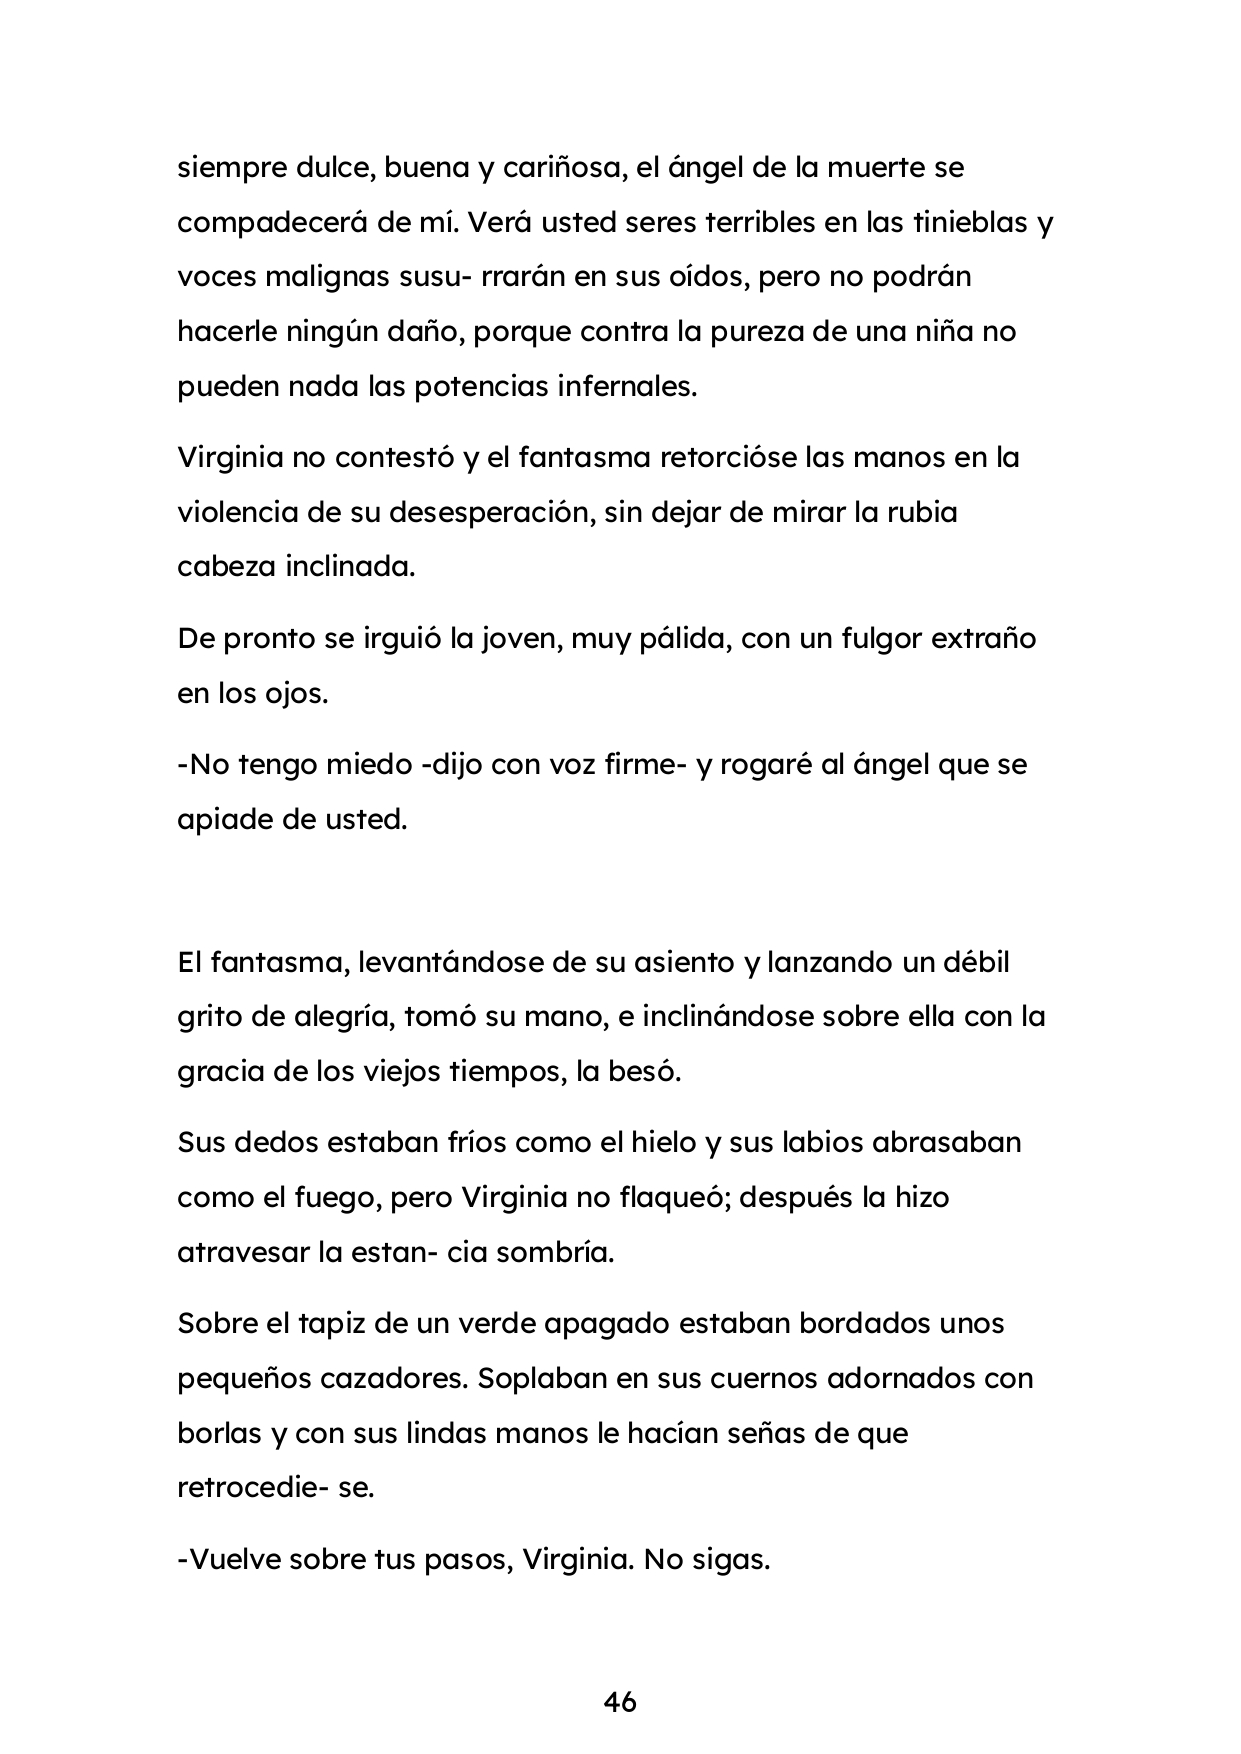 siempre dulce, buena y cariñosa, el ángel de la muerte se
compadecerá de mí. Verá usted seres terribles en las tinieblas y
voces malignas susu- rrarán en sus oídos, pero no podrán
hacerle ningún daño, porque contra la pureza de una niña no
pueden nada las potencias infernales.
Virginia no contestó y el fantasma retorcióse las manos en la
violencia de su desesperación, sin dejar de mirar la rubia
cabeza inclinada.
De pronto se irguió la joven, muy pálida, con un fulgor extraño
en los ojos.
-No tengo miedo -dijo con voz firme- y rogaré al ángel que se
apiade de usted.
El fantasma, levantándose de su asiento y lanzando un débil
grito de alegría, tomó su mano, e inclinándose sobre ella con la
gracia de los viejos tiempos, la besó.
Sus dedos estaban fríos como el hielo y sus labios abrasaban
como el fuego, pero Virginia no flaqueó; después la hizo
atravesar la estan- cia sombría.
Sobre el tapiz de un verde apagado estaban bordados unos
pequeños cazadores. Soplaban en sus cuernos adornados con
borlas y con sus lindas manos le hacían señas de que
retrocedie- se.
-Vuelve sobre tus pasos, Virginia. No sigas.
46